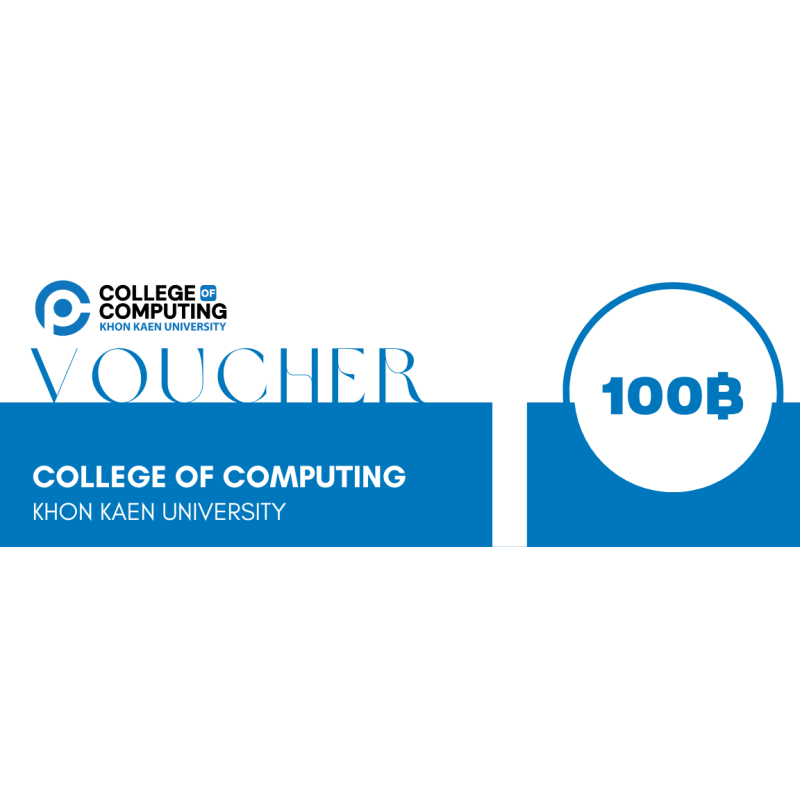 COLLEGE OF
COMPUTING
KHON KAEN UNIVERSITY
VOUCHER
100฿
COLLEGE OF COMPUTING
KHON KAEN UNIVERSITY